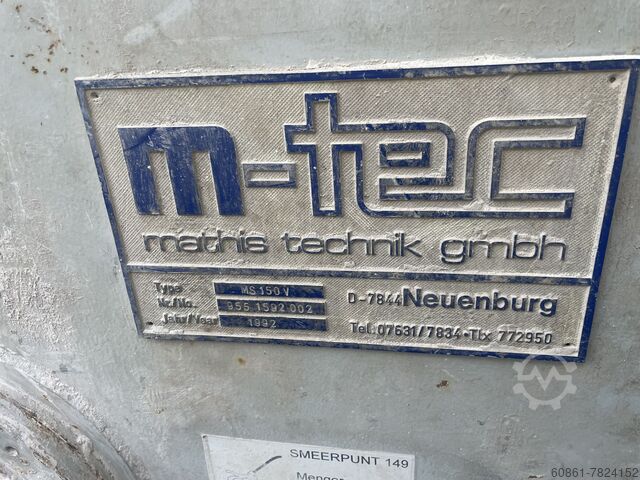 m-tec
mathis technik gmbh
Type MS 150 V
Nr./No. 955.1592.002
Jahr/Year 1992
D-7844 Neuenburg
Tel. 07631/7834 · Tlx 772950
SMEERPUNT 149
60861-7824152